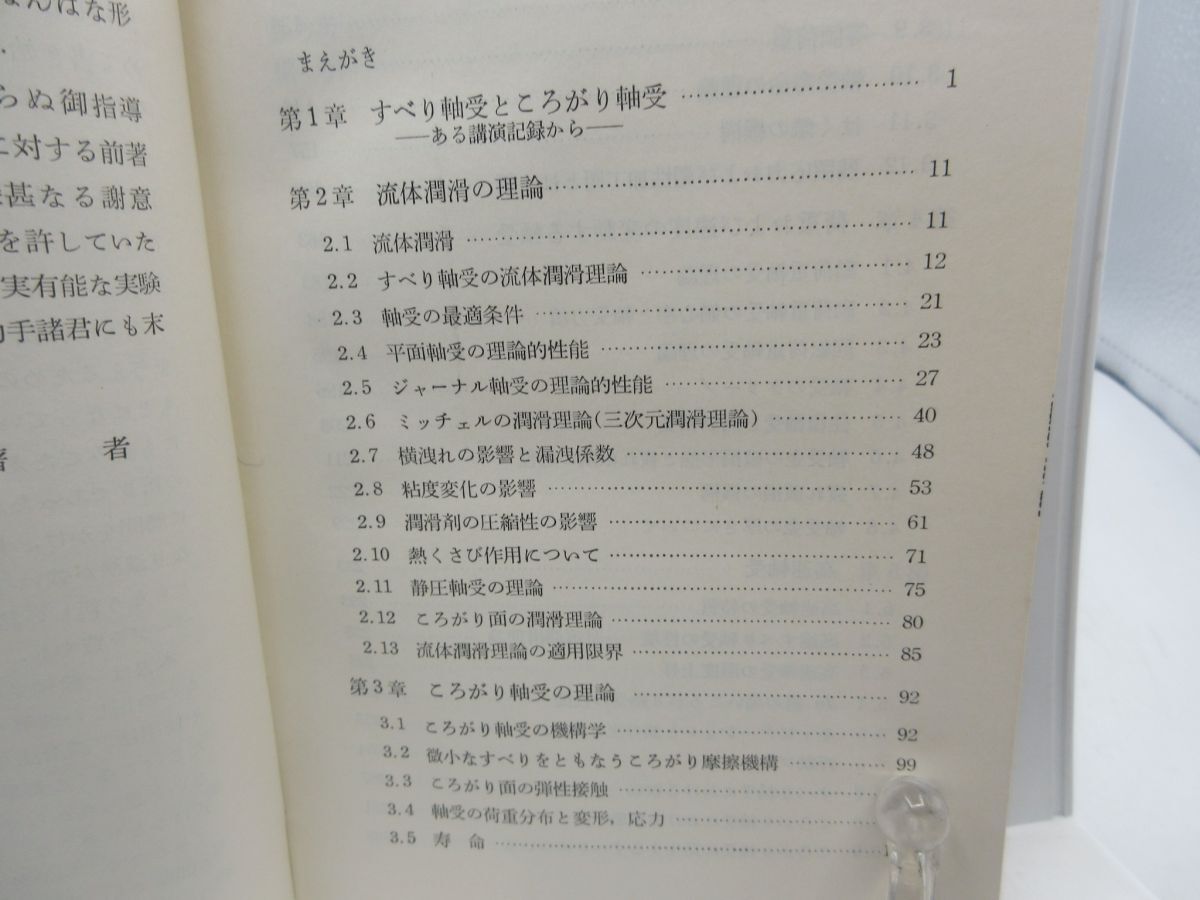 らぬ御指導
に対する前著
甚なる謝意
を許していた
実有能な実験
手諸君にも末
著　者
まえがき
第1章 すべり軸受ところがり軸受 1
——ある講演記録から——
第2章 流体潤滑の理論 11
2.1 流体潤滑 11
2.2 すべり軸受の流体潤滑理論 12
2.3 軸受の最適条件 21
2.4 平面軸受の理論的性能 23
2.5 ジャーナル軸受の理論的性能 27
2.6 ミッチェルの潤滑理論(三次元潤滑理論) 40
2.7 横洩れの影響と漏洩係数 48
2.8 粘度変化の影響 53
2.9 潤滑剤の圧縮性の影響 61
2.10 熱くさび作用について 71
2.11 静圧軸受の理論 75
2.12 ころがり面の潤滑理論 80
2.13 流体潤滑理論の適用限界 85
第3章 ころがり軸受の理論 92
3.1 ころがり軸受の機構学 92
3.2 微小なすべりをともなうころがり摩擦機構 99
3.3 ころがり面の弾性接触
3.4 軸受の荷重分布と変形，応力
3.5 寿命